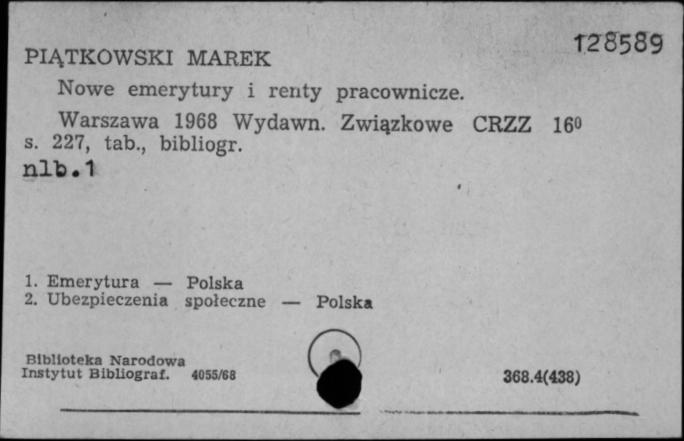 128589
PIĄTKOWSKI MAREK
Nowe emerytury i renty pracownicze.
Warszawa 1968 Wydawn. Związkowe CRZZ 16⁰
s. 227, tab., bibliogr.
nlb.1
1. Emerytura — Polska
2. Ubezpieczenia społeczne — Polska
Biblioteka Narodowa
Instytut Bibliograf. 4055/68
368.4(438)